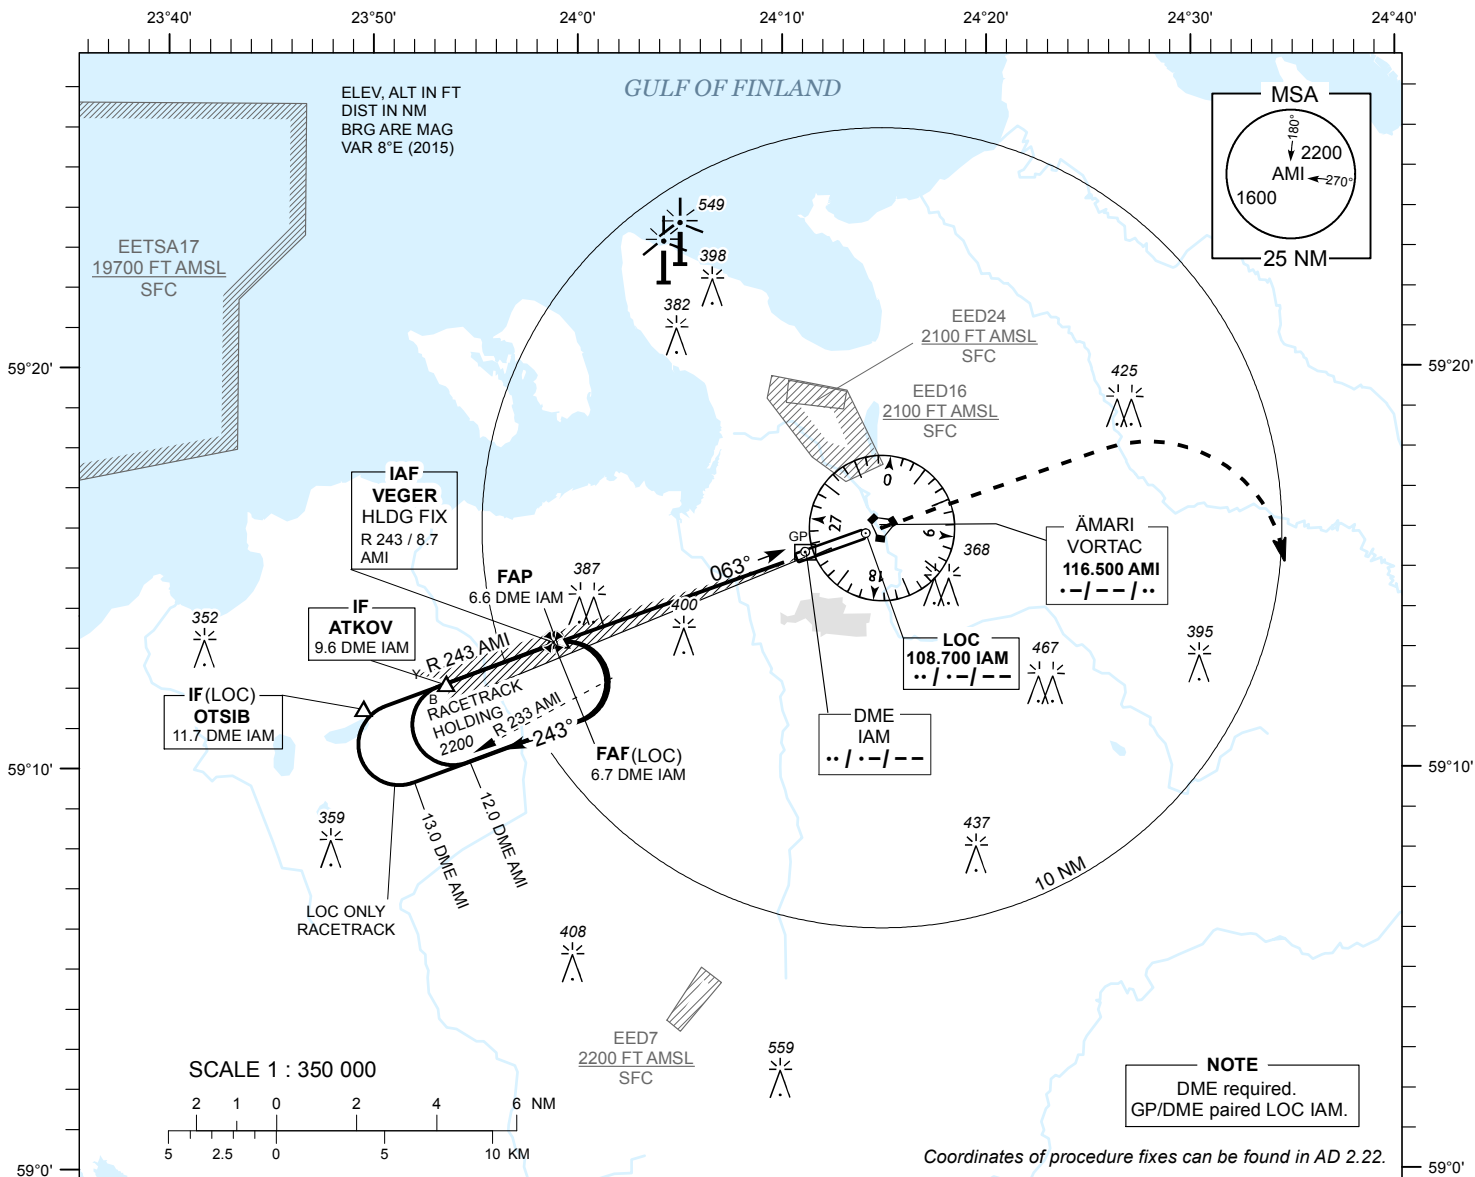 23°40'
23°50'
24°0'
24°10'
24°20'
24°30'
24°40'
ELEV, ALT IN FT
DIST IN NM
BRG ARE MAG
VAR 8°E (2015)
GULF OF FINLAND
MSA
180°
2200
AMI
270°
1600
25 NM
EETSA17
19700 FT AMSL
SFC
549
398
382
EED24
2100 FT AMSL
SFC
EED16
2100 FT AMSL
SFC
425
59°20'
59°20'
IAF
VEGER
HLDG FIX
R 243 / 8.7
AMI
0
9
18
27
GP
ÄMARI
VORTAC
116.500 AMI
·–/––/··
368
063°
FAP
6.6 DME IAM
387
400
IF
ATKOV
9.6 DME IAM
352
R 243 AMI
LOC
108.700 IAM
··/·–/––
467
395
IF(LOC)
OTSIB
11.7 DME IAM
B
RACETRACK
HOLDING
2200
R 233 AMI
243°
FAF(LOC)
6.7 DME IAM
DME
IAM
··/·–/––
59°10'
59°10'
359
13.0 DME AMI
12.0 DME AMI
437
10 NM
LOC ONLY
RACETRACK
408
EED7
2200 FT AMSL
SFC
559
SCALE 1 : 350 000
2 1 0 2 4 6 NM
5 2.5 0 5 10 KM
NOTE
DME required.
GP/DME paired LOC IAM.
Coordinates of procedure fixes can be found in AD 2.22.
59°0'
59°0'